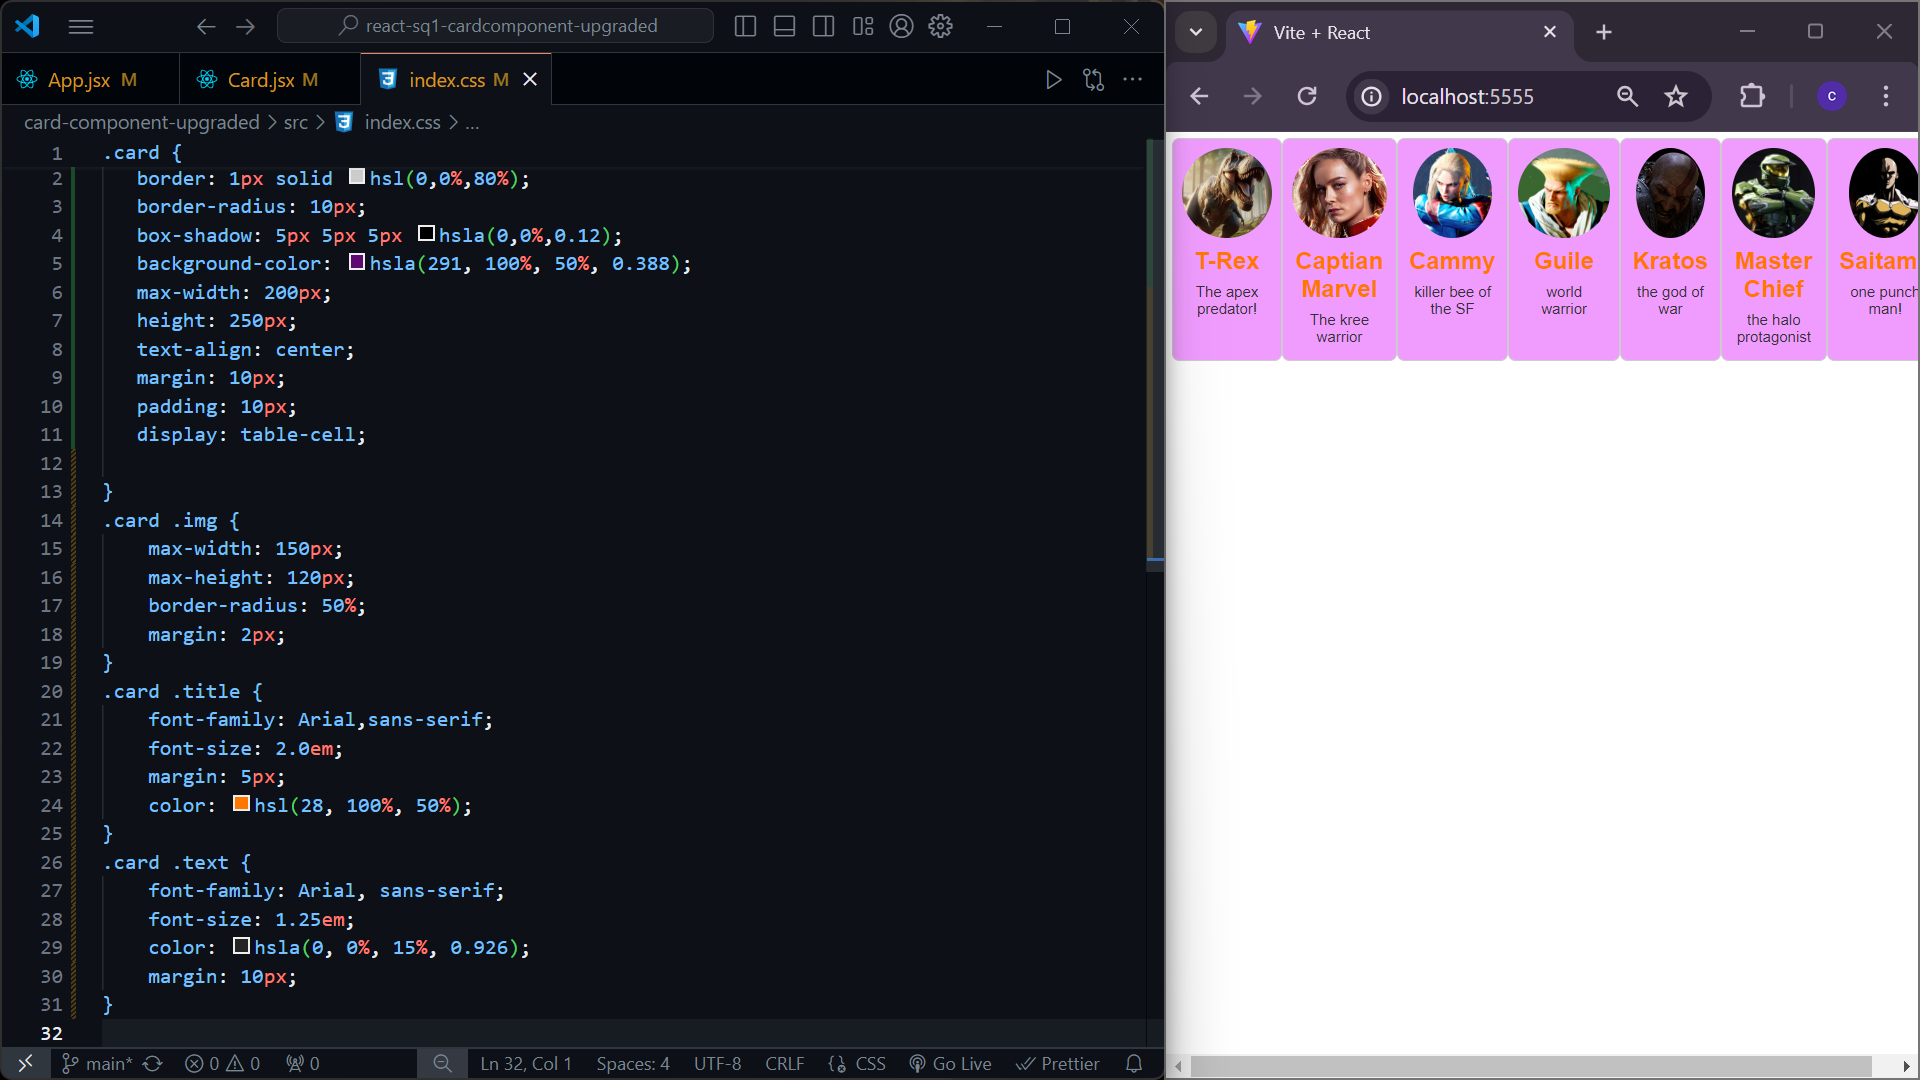 react-sq1-cardcomponent-upgraded
App.jsx M
Card.jsx M
index.css M
card-component-upgraded > src > index.css > ...
1 .card {
2 border: 1px solid hsl(0,0%,80%);
3 border-radius: 10px;
4 box-shadow: 5px 5px 5px hsla(0,0%,0.12);
5 background-color: hsla(291, 100%, 50%, 0.388);
6 max-width: 200px;
7 height: 250px;
8 text-align: center;
9 margin: 10px;
10 padding: 10px;
11 display: table-cell;
12
13 }
14 .card .img {
15 max-width: 150px;
16 max-height: 120px;
17 border-radius: 50%;
18 margin: 2px;
19 }
20 .card .title {
21 font-family: Arial,sans-serif;
22 font-size: 2.0em;
23 margin: 5px;
24 color: hsl(28, 100%, 50%);
25 }
26 .card .text {
27 font-family: Arial, sans-serif;
28 font-size: 1.25em;
29 color: hsla(0, 0%, 15%, 0.926);
30 margin: 10px;
31 }
32
main* 0 0 0 Ln 32, Col 1 Spaces: 4 UTF-8 CRLF CSS Go Live Prettier
Vite + React
localhost:5555
c
T-Rex
The apex
predator!
Captian
Marvel
The kree
warrior
Cammy
killer bee of
the SF
Guile
world
warrior
Kratos
the god of
war
Master
Chief
the halo
protagonist
Saitam
one punch
man!